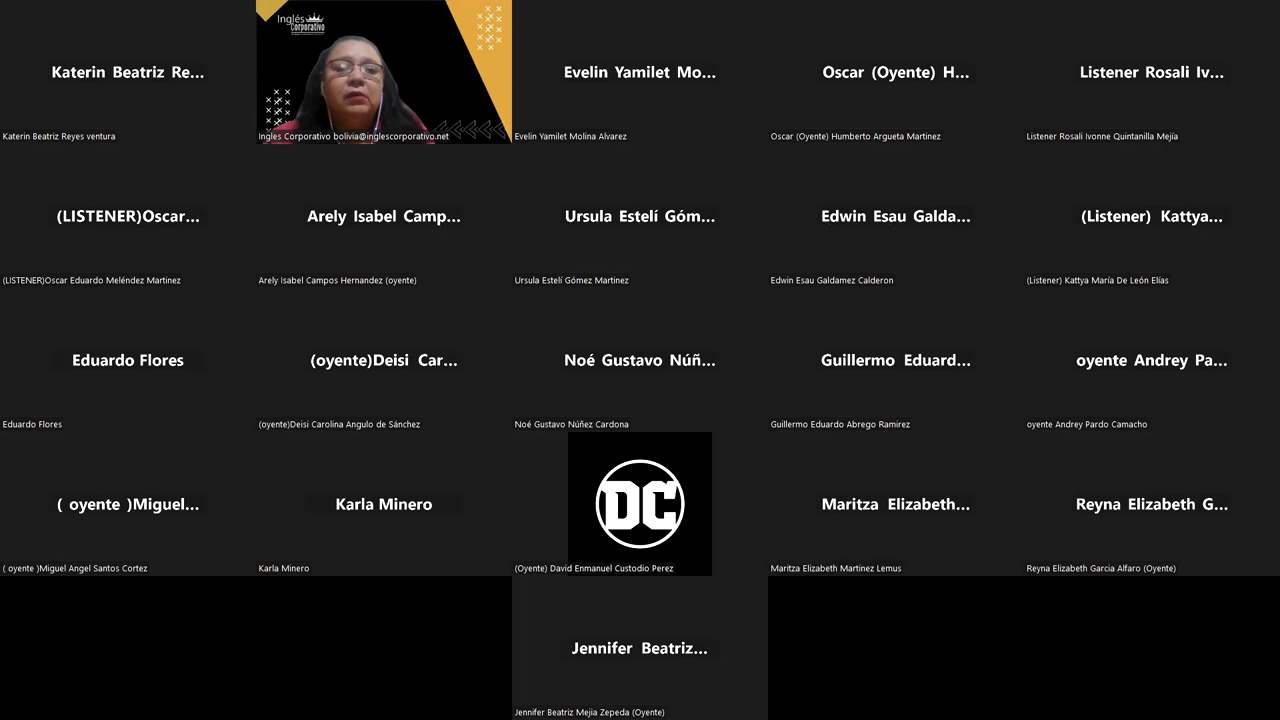 Katerin Beatriz Re...
Katerin Beatriz Reyes ventura
Inglés
Corporativo
Ingles Corporativo bolivia@inglescorporativo.net
Evelin Yamilet Mo...
Evelin Yamilet Molina Alvarez
Oscar (Oyente) H...
Oscar (Oyente) Humberto Argueta Martinez
Listener Rosali Iv...
Listener Rosali Ivonne Quintanilla Mejía
(LISTENER)Oscar...
(LISTENER)Oscar Eduardo Meléndez Martinez
Arely Isabel Camp...
Arely Isabel Campos Hernandez (oyente)
Ursula Estelí Góm...
Ursula Estelí Gómez Martinez
Edwin Esau Galda...
Edwin Esau Galdamez Calderon
(Listener) Kattya...
(Listener) Kattya María De León Elías
Eduardo Flores
Eduardo Flores
(oyente)Deisi Car...
(oyente)Deisi Carolina Angulo de Sánchez
Noé Gustavo Núñ...
Noé Gustavo Núñez Cardona
Guillermo Eduard...
Guillermo Eduardo Abrego Ramirez
oyente Andrey Pa...
oyente Andrey Pardo Camacho
( oyente )Miguel...
( oyente )Miguel Angel Santos Cortez
Karla Minero
Karla Minero
DC
(Oyente) David Enmanuel Custodio Perez
Maritza Elizabeth...
Maritza Elizabeth Martinez Lemus
Reyna Elizabeth G...
Reyna Elizabeth Garcia Alfaro (Oyente)
Jennifer Beatriz...
Jennifer Beatriz Mejia Zepeda (Oyente)